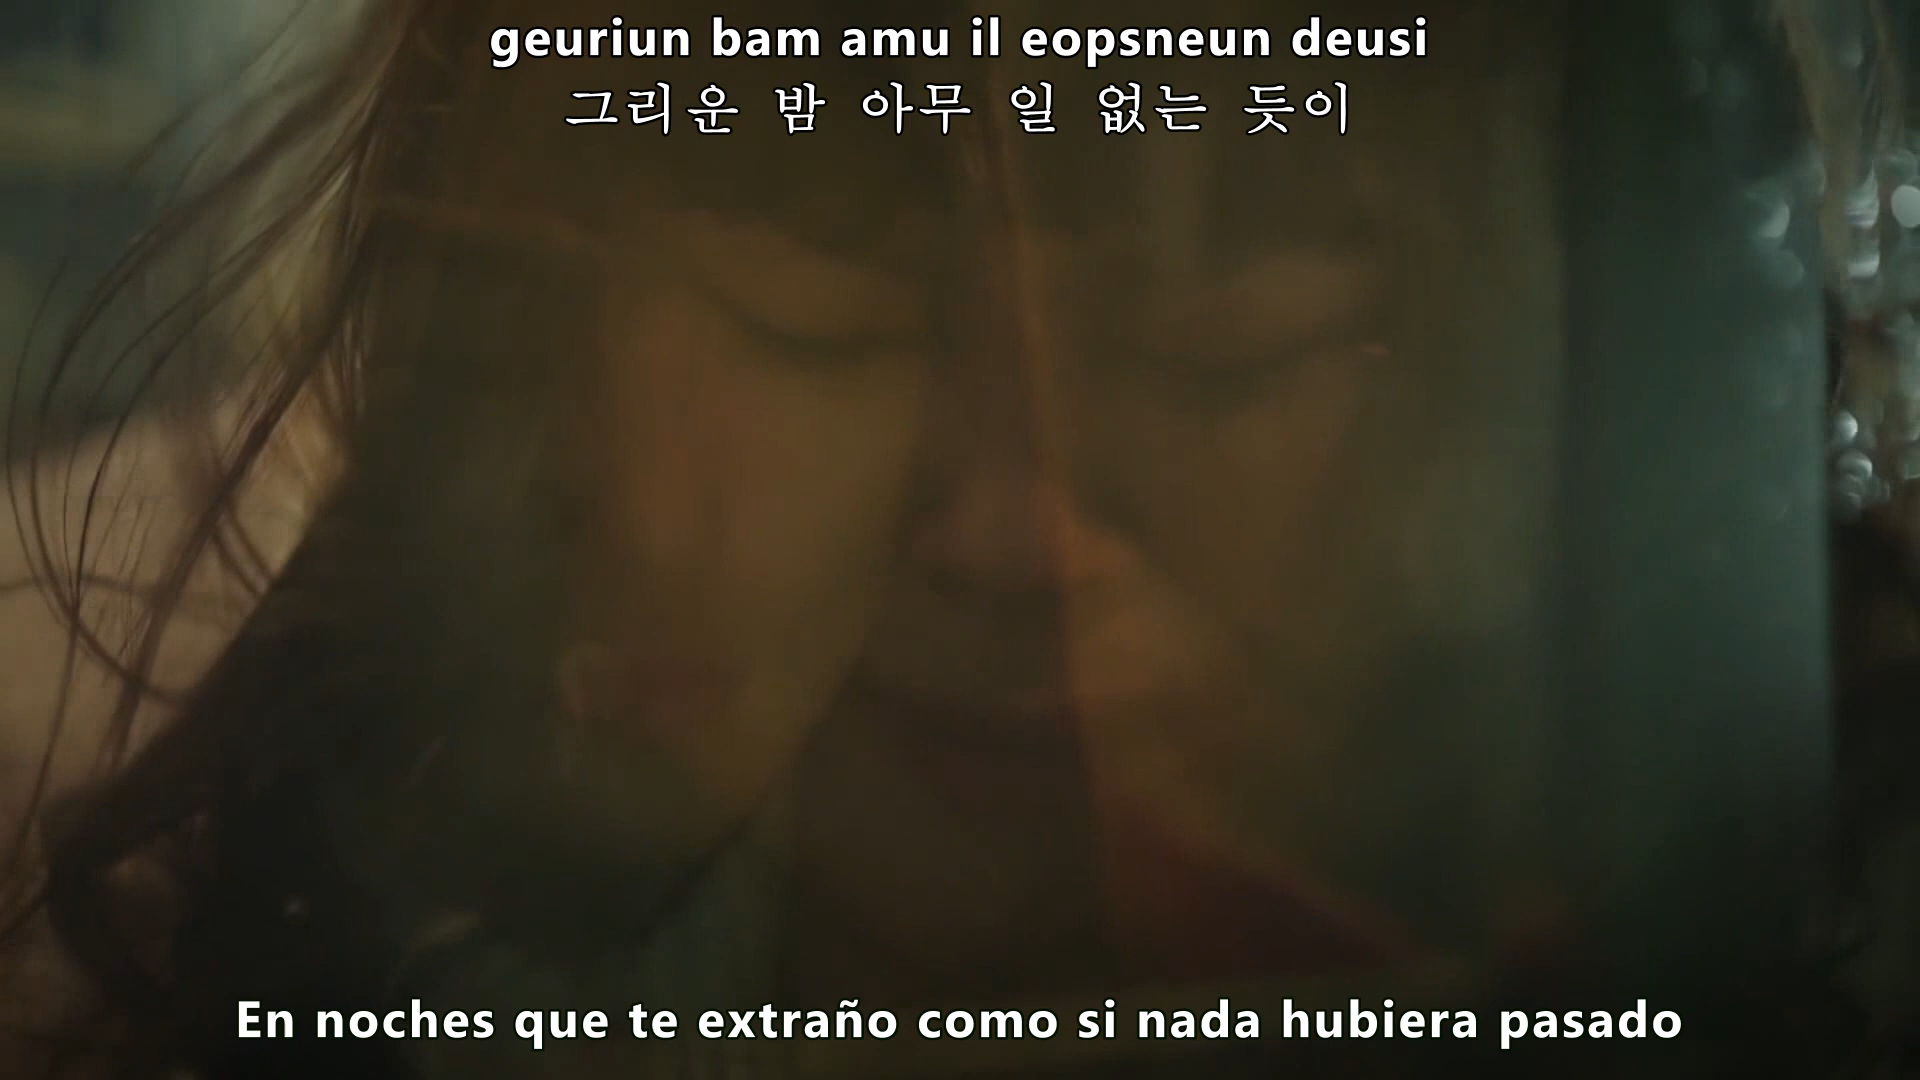 geuriun bam amu il eopsneun deusi
그리운 밤 아무 일 없는 듯이
En noches que te extraño como si nada hubiera pasado